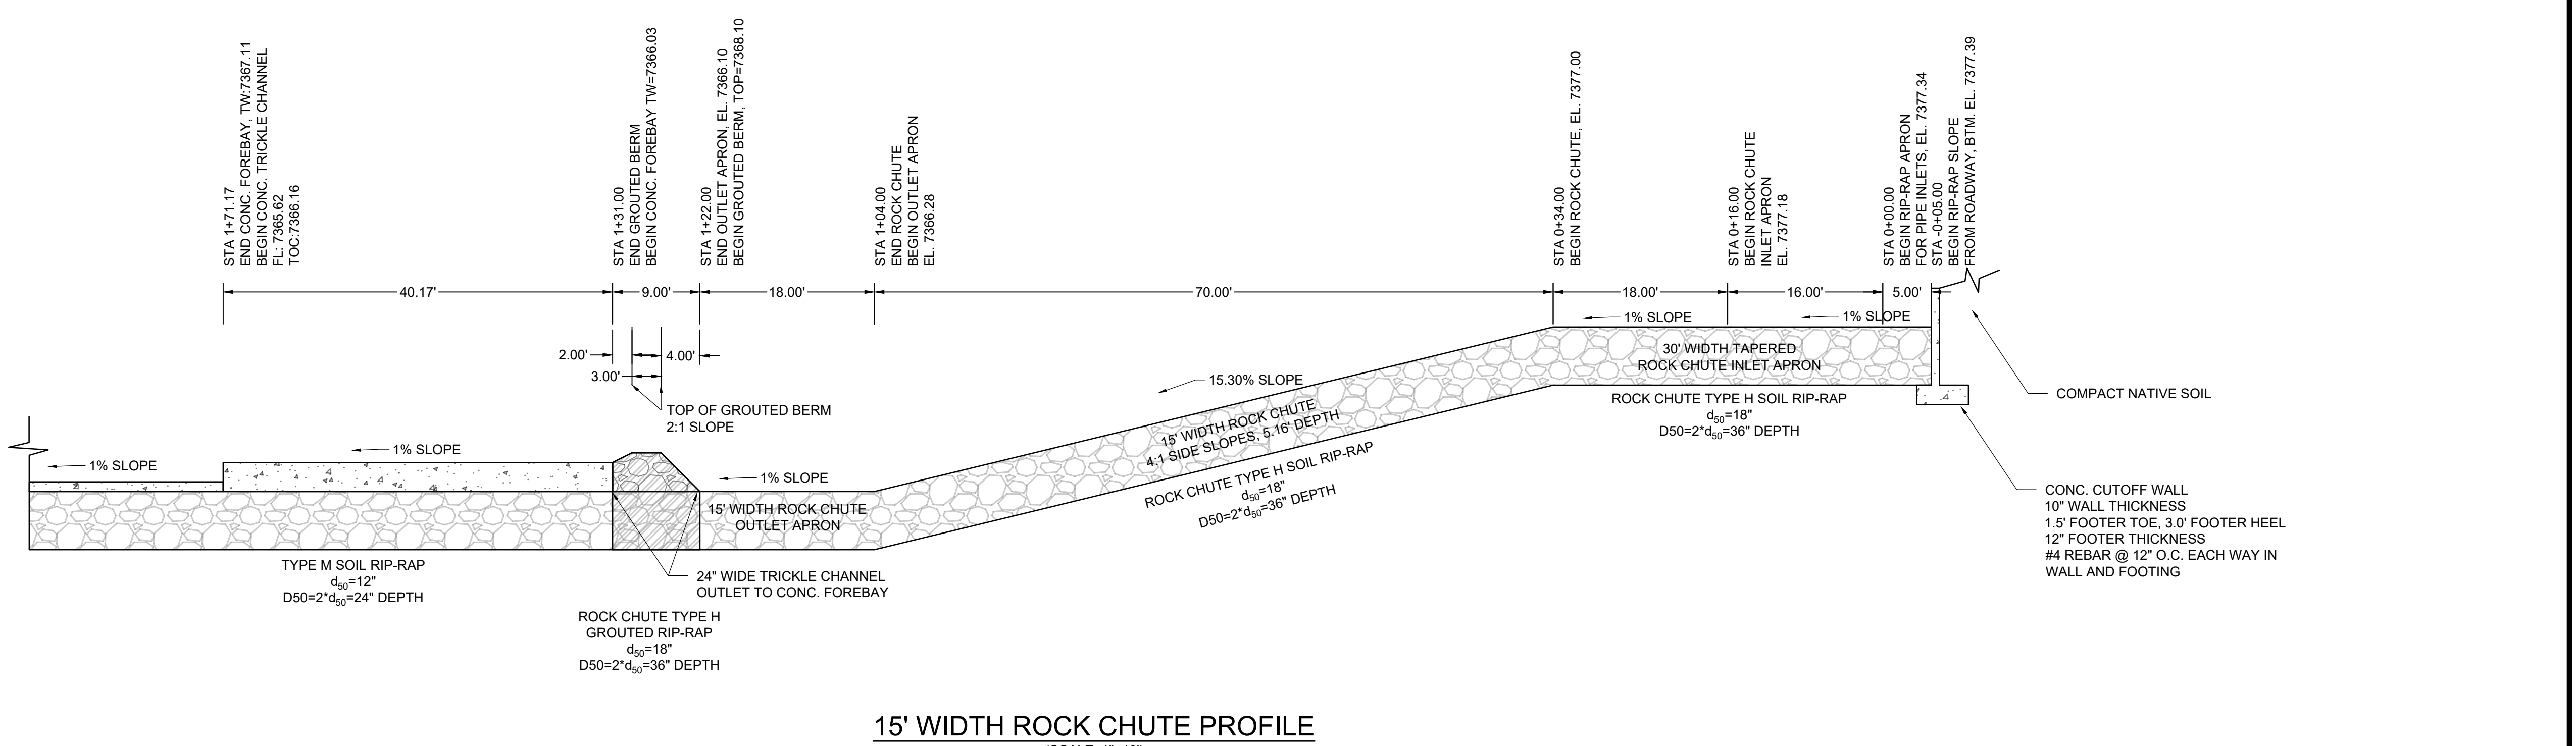 STA 1+71.17
END CONC. FOREBAY, TW:7367.11
BEGIN CONC. TRICKLE CHANNEL
FL: 7365.62
TOC:7366.16
STA 1+31.00
END GROUTED BERM
BEGIN CONC. FOREBAY TW=7366.03
STA 1+22.00
END OUTLET APRON, EL. 7366.10
BEGIN GROUTED BERM, TOP=7368.10
STA 1+04.00
END ROCK CHUTE
BEGIN OUTLET APRON
EL. 7366.28
STA 0+34.00
BEGIN ROCK CHUTE, EL. 7377.00
STA 0+16.00
BEGIN ROCK CHUTE
INLET APRON
EL. 7377.18
STA 0+00.00
BEGIN RIP-RAP APRON
FOR PIPE INLETS, EL. 7377.34
STA -0+05.00
BEGIN RIP-RAP SLOPE
FROM ROADWAY, BTM. EL. 7377.39
40.17'
9.00'
18.00'
70.00'
18.00'
16.00'
5.00'
1% SLOPE
1% SLOPE
2.00'
4.00'
3.00'
TOP OF GROUTED BERM
2:1 SLOPE
15.30% SLOPE
30' WIDTH TAPERED
ROCK CHUTE INLET APRON
ROCK CHUTE TYPE H SOIL RIP-RAP
d50=18"
D50=2*d50=36" DEPTH
COMPACT NATIVE SOIL
15' WIDTH ROCK CHUTE
4:1 SIDE SLOPES, 5.16' DEPTH
ROCK CHUTE TYPE H SOIL RIP-RAP
d50=18"
D50=2*d50=36" DEPTH
1% SLOPE
1% SLOPE
1% SLOPE
15' WIDTH ROCK CHUTE
OUTLET APRON
CONC. CUTOFF WALL
10" WALL THICKNESS
1.5' FOOTER TOE, 3.0' FOOTER HEEL
12" FOOTER THICKNESS
#4 REBAR @ 12" O.C. EACH WAY IN
WALL AND FOOTING
TYPE M SOIL RIP-RAP
d50=12"
D50=2*d50=24" DEPTH
24" WIDE TRICKLE CHANNEL
OUTLET TO CONC. FOREBAY
ROCK CHUTE TYPE H
GROUTED RIP-RAP
d50=18"
D50=2*d50=36" DEPTH
15' WIDTH ROCK CHUTE PROFILE